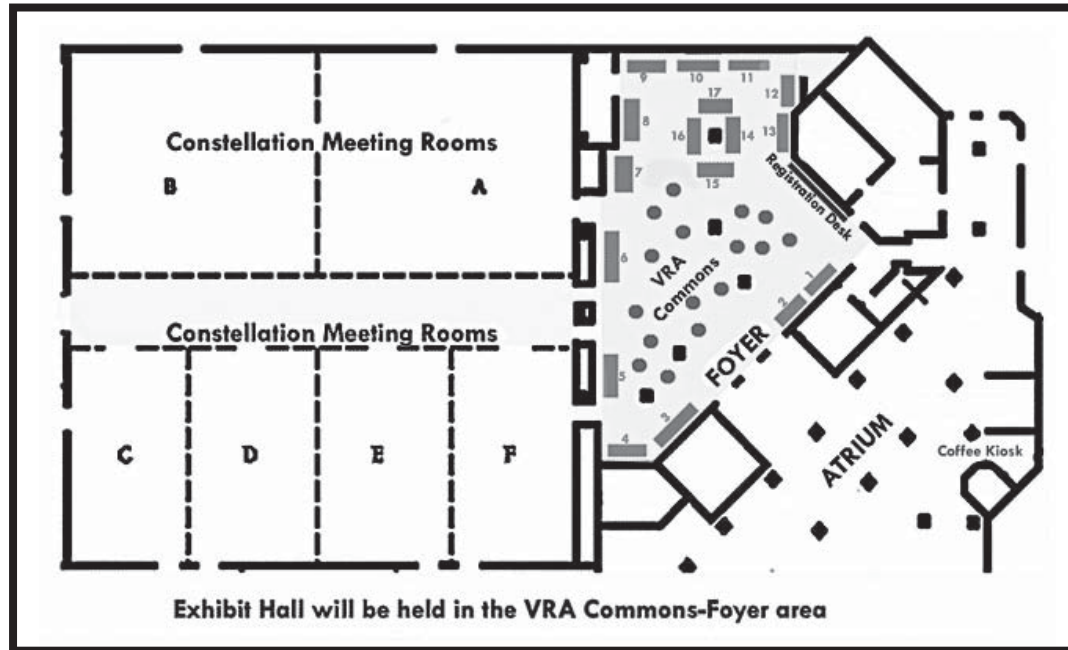 9 10 11
12
17
8 16 14 13
Constellation Meeting Rooms
7 15
B A
Registration Desk
6
VRA
Commons
1
2
Constellation Meeting Rooms
FOYER
5
3
4
C D E F
ATRIUM
Coffee Kiosk
Exhibit Hall will be held in the VRA Commons-Foyer area